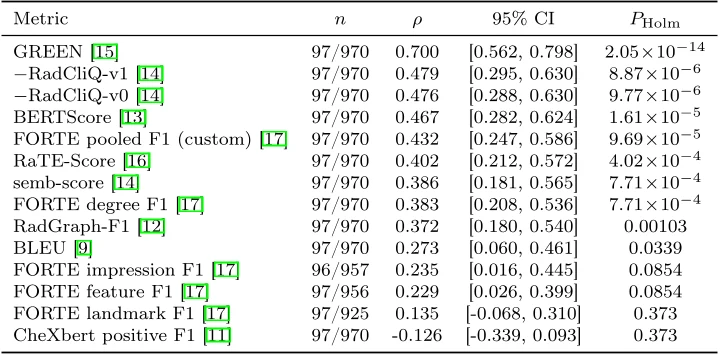 Metric n ρ 95% CI P_Holm
GREEN [15] 97/970 0.700 [0.562, 0.798] 2.05×10⁻¹⁴
−RadCliQ-v1 [14] 97/970 0.479 [0.295, 0.630] 8.87×10⁻⁶
−RadCliQ-v0 [14] 97/970 0.476 [0.288, 0.630] 9.77×10⁻⁶
BERTScore [13] 97/970 0.467 [0.282, 0.624] 1.61×10⁻⁵
FORTE pooled F1 (custom) [17] 97/970 0.432 [0.247, 0.586] 9.69×10⁻⁵
RaTE-Score [16] 97/970 0.402 [0.212, 0.572] 4.02×10⁻⁴
semb-score [14] 97/970 0.386 [0.181, 0.565] 7.71×10⁻⁴
FORTE degree F1 [17] 97/970 0.383 [0.208, 0.536] 7.71×10⁻⁴
RadGraph-F1 [12] 97/970 0.372 [0.180, 0.540] 0.00103
BLEU [9] 97/970 0.273 [0.060, 0.461] 0.0339
FORTE impression F1 [17] 96/957 0.235 [0.016, 0.445] 0.0854
FORTE feature F1 [17] 97/956 0.229 [0.026, 0.399] 0.0854
FORTE landmark F1 [17] 97/925 0.135 [-0.068, 0.310] 0.373
CheXbert positive F1 [11] 97/970 -0.126 [-0.339, 0.093] 0.373